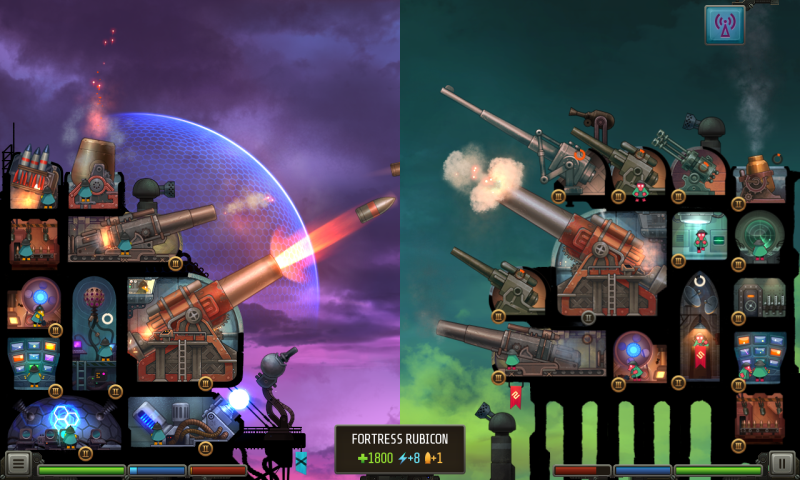 FORTRESS RUBICON
+1800 +8 +1